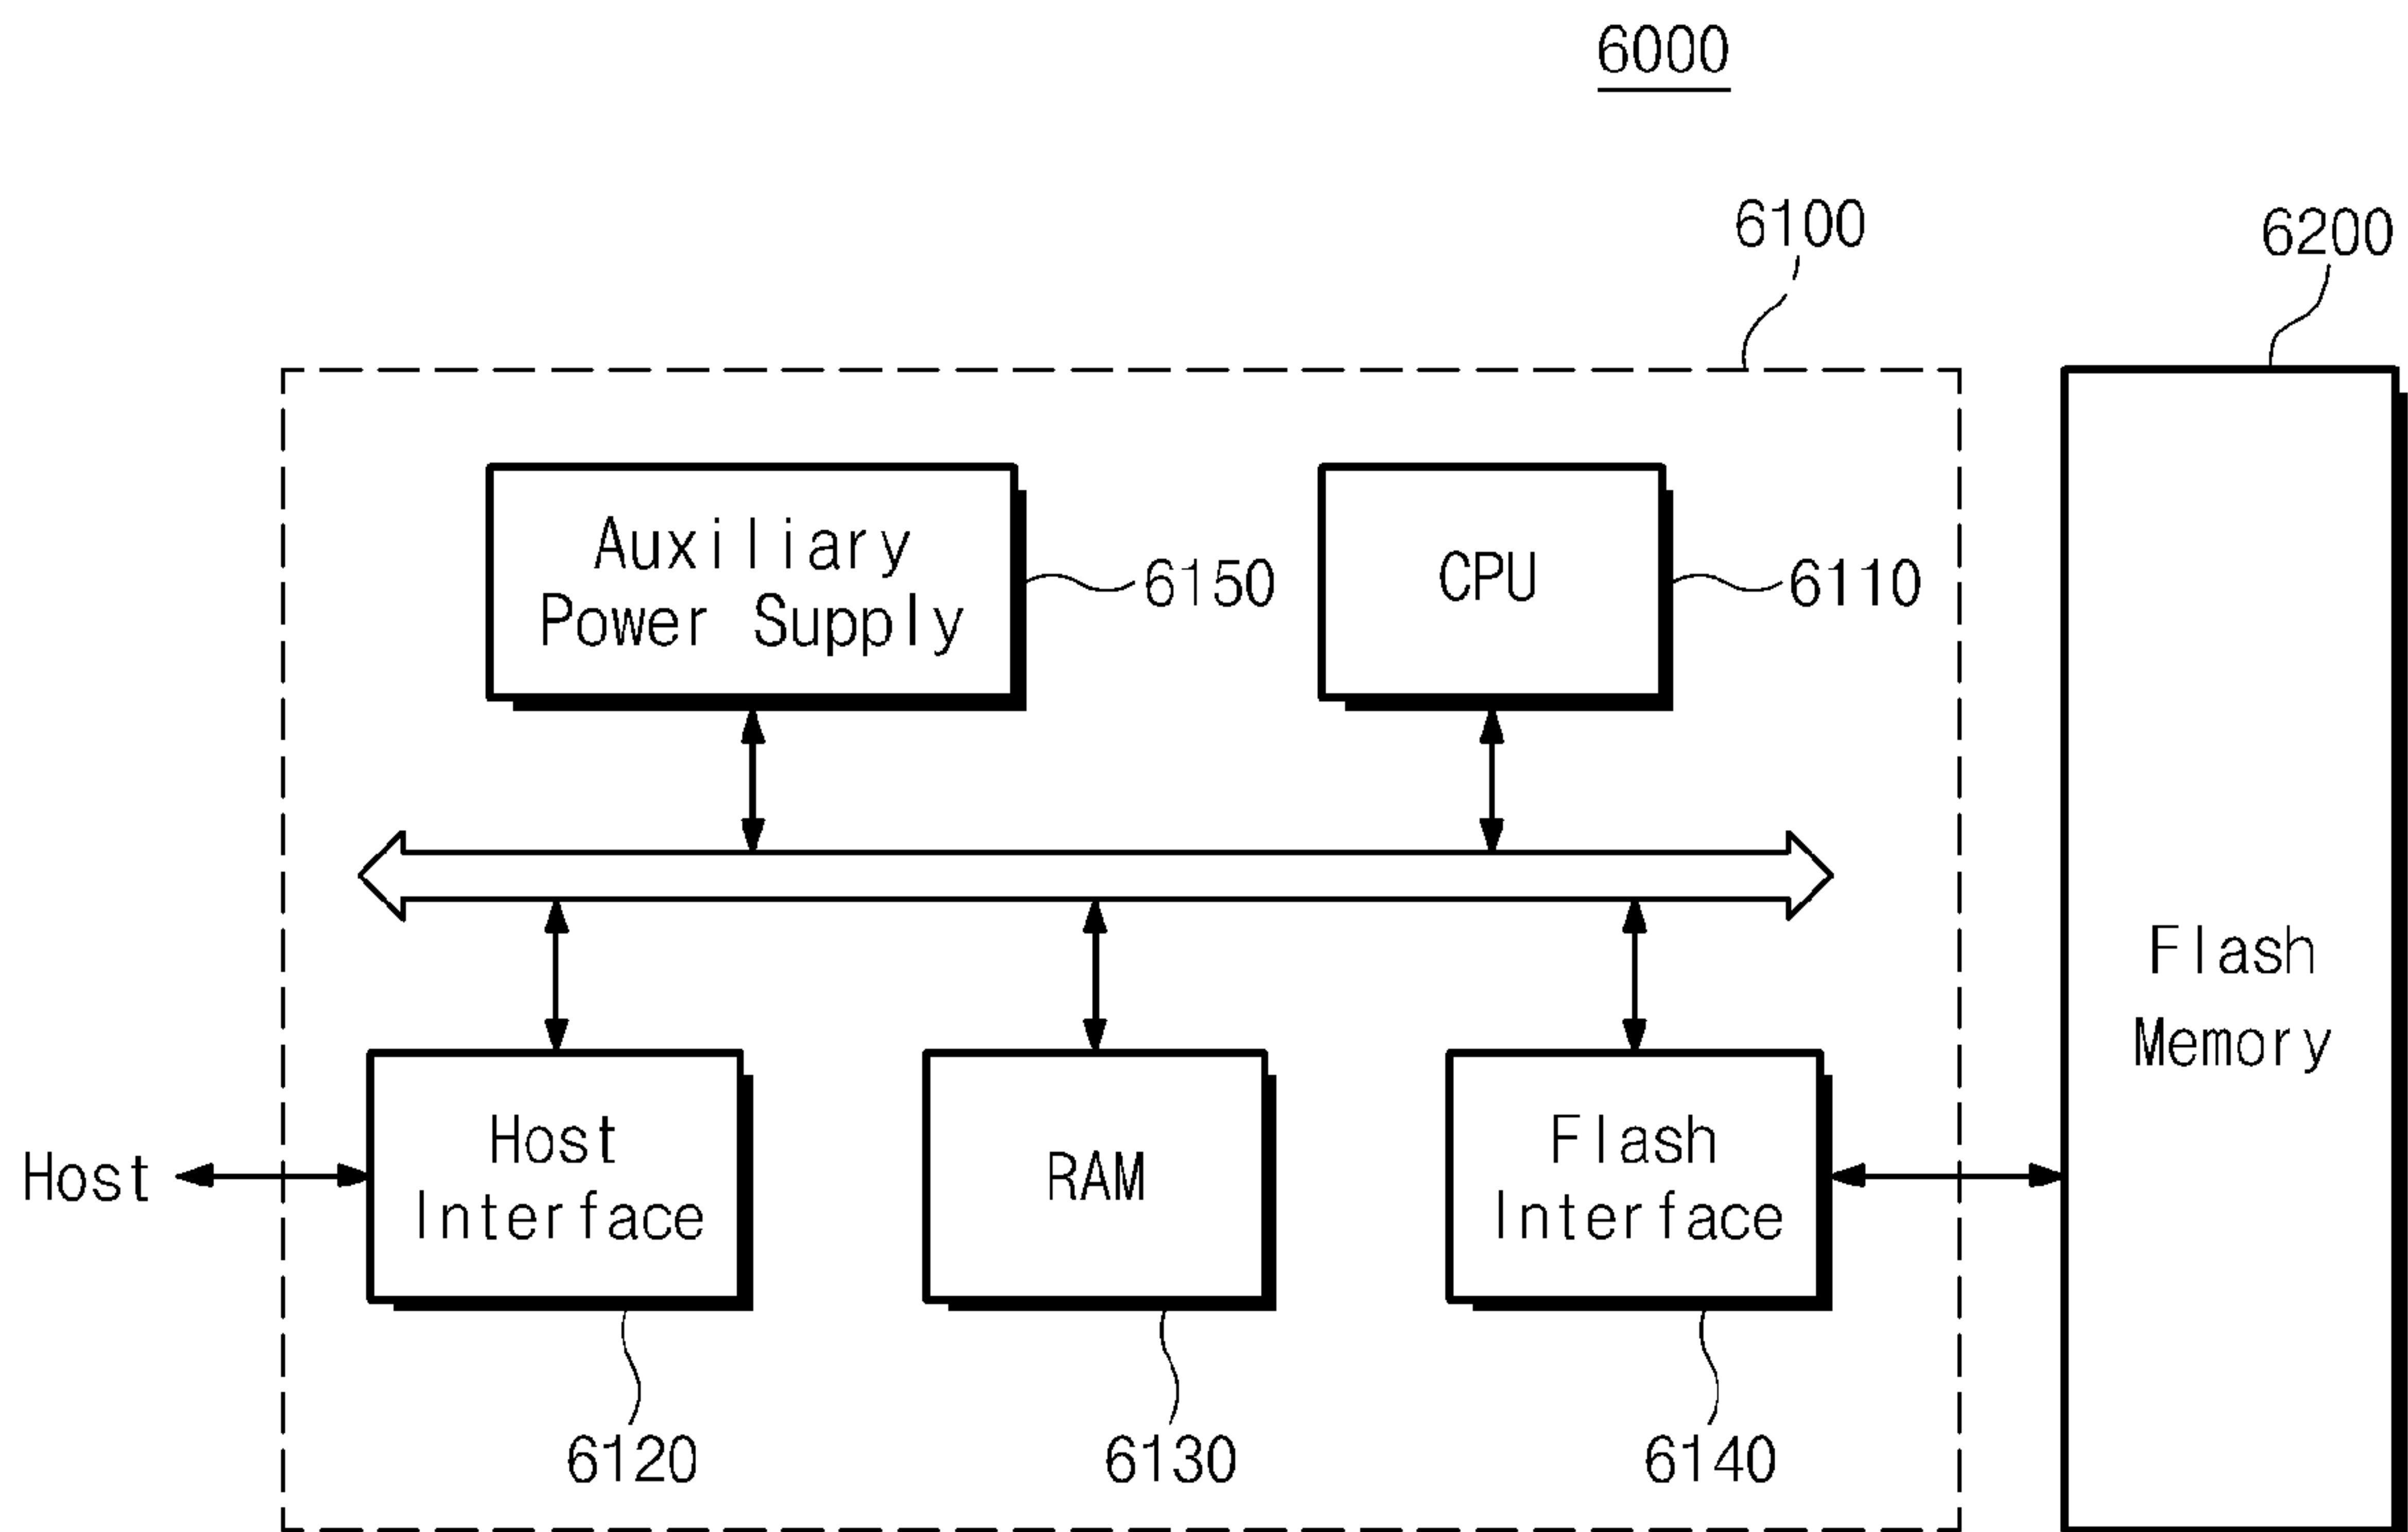 6000
6100
6200
Auxiliary
Power Supply
6150
CPU
6110
Flash
Memory
Host
Host
Interface
RAM
Flash
Interface
6120
6130
6140